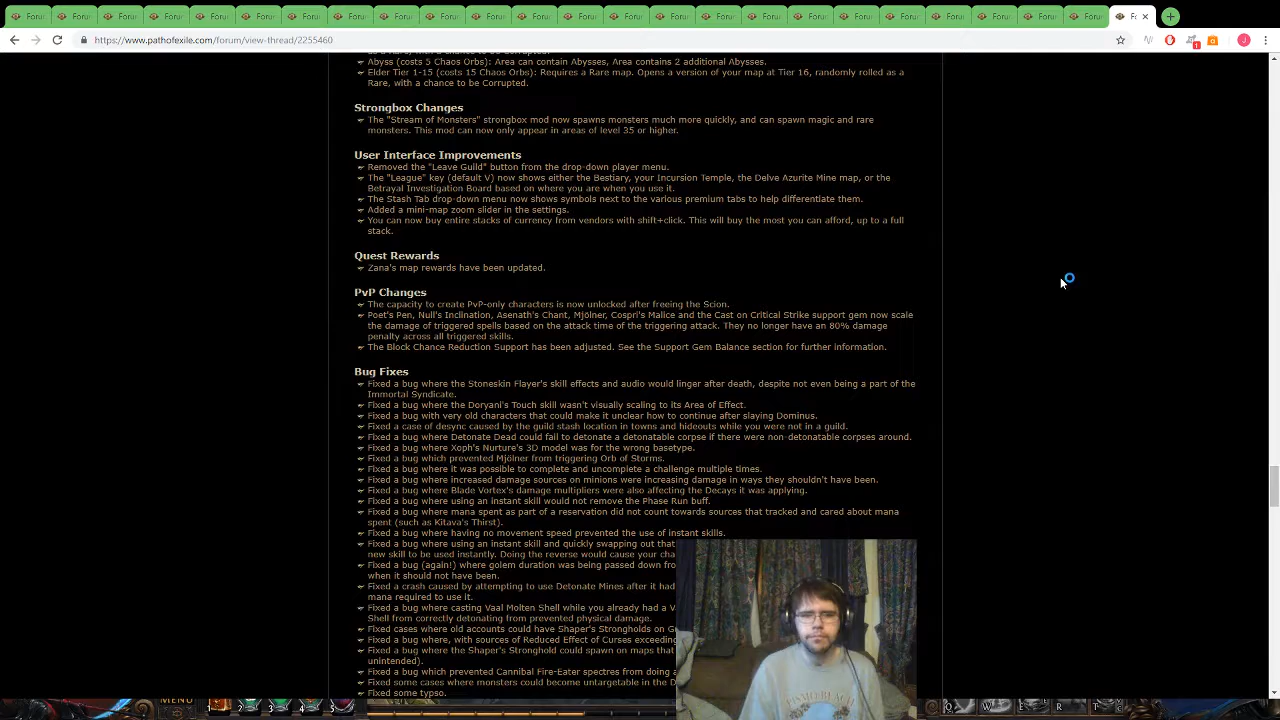 Forum Forum Forum Forum Forum Forum Forum Forum Forum Forum Forum Forum Forum Forum Forum Forum Forum Forum Forum Forum Forum Forum Forum Forum
https://www.pathofexile.com/forum/view-thread/2255460
Abyss (costs 5 Chaos Orbs): Area can contain Abysses, Area contains 2 additional Abysses.
Elder Tier 1-15 (costs 15 Chaos Orbs): Requires a Rare map. Opens a version of your map at Tier 16, randomly rolled as a
Rare, with a chance to be Corrupted.
Strongbox Changes
The "Stream of Monsters" strongbox mod now spawns monsters much more quickly, and can spawn magic and rare
monsters. This mod can now only appear in areas of level 35 or higher.
User Interface Improvements
Removed the "Leave Guild" button from the drop-down player menu.
The "League" key (default V) now shows either the Bestiary, your Incursion Temple, the Delve Azurite Mine map, or the
Betrayal Investigation Board based on where you are when you use it.
The Stash Tab drop-down menu now shows symbols next to the various premium tabs to help differentiate them.
Added a mini-map zoom slider in the settings.
You can now buy entire stacks of currency from vendors with shift+click. This will buy the most you can afford, up to a full
stack.
Quest Rewards
Zana's map rewards have been updated.
PvP Changes
The capacity to create PvP-only characters is now unlocked after freeing the Scion.
Poet's Pen, Null's Inclination, Asenath's Chant, Mjölner, Cospri's Malice and the Cast on Critical Strike support gem now scale
the damage of triggered spells based on the attack time of the triggering attack. They no longer have an 80% damage
penalty across all triggered skills.
The Block Chance Reduction Support has been adjusted. See the Support Gem Balance section for further information.
Bug Fixes
Fixed a bug where the Stoneskin Flayer's skill effects and audio would linger after death, despite not even being a part of the
Immortal Syndicate.
Fixed a bug where the Doryani's Touch skill wasn't visually scaling to its Area of Effect.
Fixed a bug with very old characters that could make it unclear how to continue after slaying Dominus.
Fixed a case of desync caused by the guild stash location in towns and hideouts while you were not in a guild.
Fixed a bug where Detonate Dead could fail to detonate a detonatable corpse if there were non-detonatable corpses around.
Fixed a bug where Xoph's Nurture's 3D model was for the wrong basetype.
Fixed a bug which prevented Mjölner from triggering Orb of Storms.
Fixed a bug where it was possible to complete and uncomplete a challenge multiple times.
Fixed a bug where increased damage sources on minions were increasing damage in ways they shouldn't have been.
Fixed a bug where Blade Vortex's damage multipliers were also affecting the Decays it was applying.
Fixed a bug where using an instant skill would not remove the Phase Run buff.
Fixed a bug where mana spent as part of a reservation did not count towards sources that tracked and cared about mana
spent (such as Kitava's Thirst).
Fixed a bug where having no movement speed prevented the use of instant skills.
Fixed a bug where using an instant skill and quickly swapping out that
new skill to be used instantly. Doing the reverse would cause your cha
Fixed a bug (again!) where golem duration was being passed down fro
when it should not have been.
Fixed a crash caused by attempting to use Detonate Mines after it had
mana required to use it.
Fixed a bug where casting Vaal Molten Shell while you already had a V
Shell from correctly detonating from prevented physical damage.
Fixed cases where old accounts could have Shaper's Strongholds on G
Fixed a bug where, with sources of Reduced Effect of Curses exceeding
Fixed a bug where the Shaper's Stronghold could spawn on maps that
unintended).
Fixed a bug which prevented Cannibal Fire-Eater spectres from doing a
Fixed some cases where monsters could become untargetable in the D
Fixed some typso.
MENU 1 2 3 4 5 Q W E R T